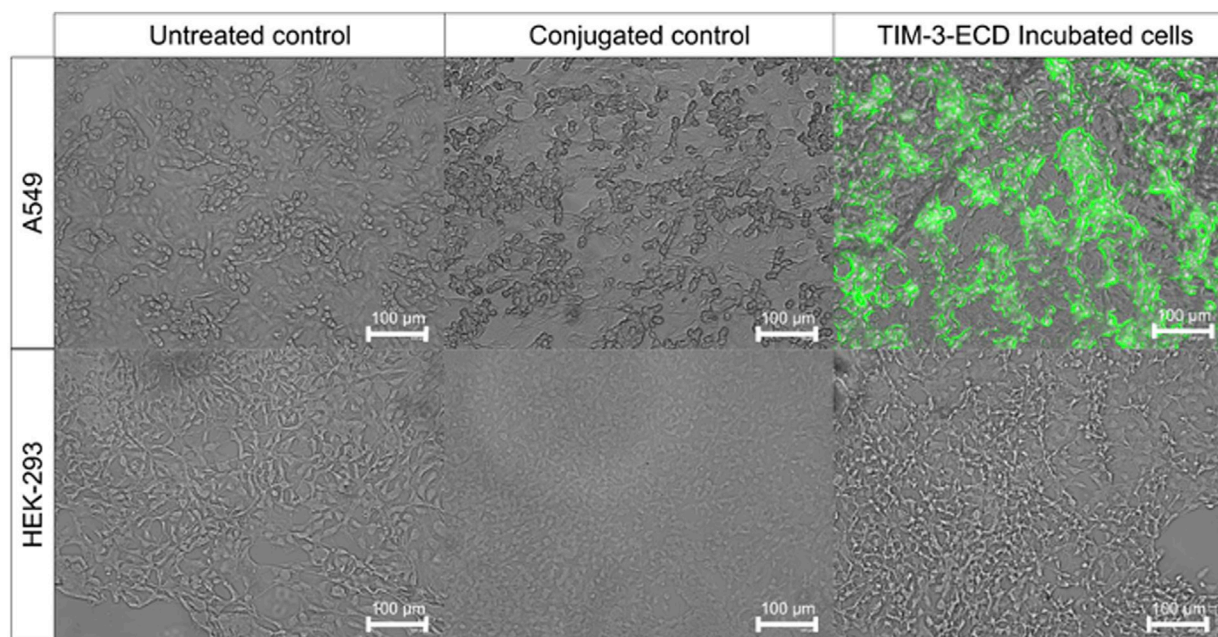 Untreated control
Conjugated control
TIM-3-ECD Incubated cells
A549
100 µm
100 µm
100 µm
HEK-293
100 µm
100 µm
100 µm